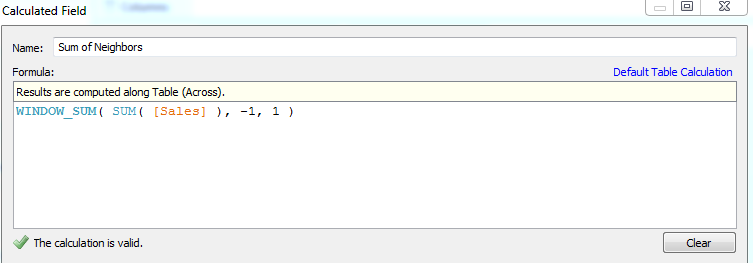 Calculated Field
Name: Sum of Neighbors
Formula: Default Table Calculation
Results are computed along Table (Across).
WINDOW_SUM( SUM( [Sales] ), -1, 1 )
The calculation is valid. Clear